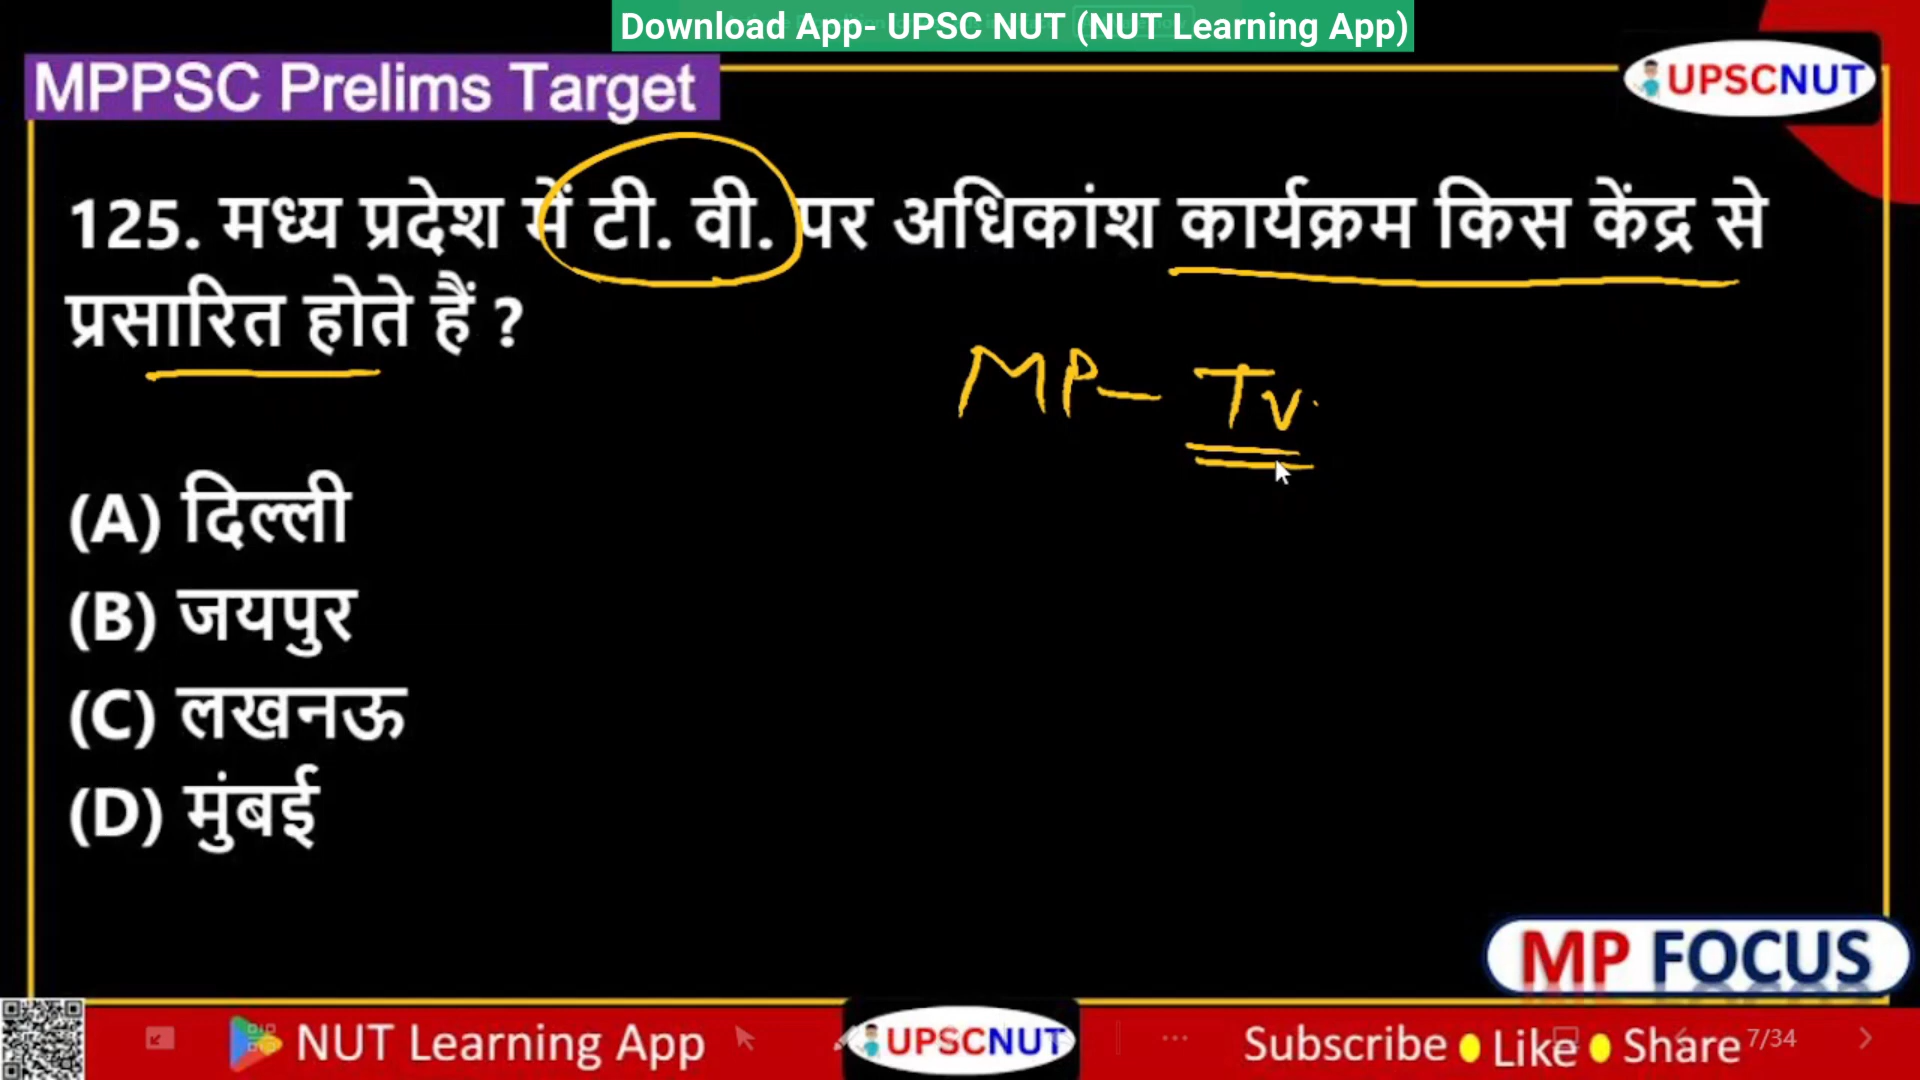 Download App- UPSC NUT (NUT Learning App)
MPPSC Prelims Target
UPSCNUT
125. मध्य प्रदेश में टी. वी. पर अधिकांश कार्यक्रम किस केंद्र से
प्रसारित होते हैं ?
MP- Tv.
(A) दिल्ली
(B) जयपुर
(C) लखनऊ
(D) मुंबई
MP FOCUS
NUT Learning App
UPSCNUT
Subscribe ● Like ● Share
7/34